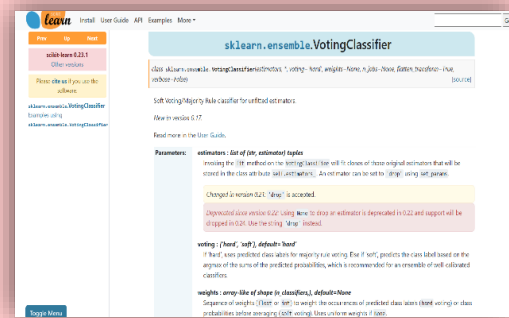 learn Install User Guide API Examples More
Prev Up Next
scikit-learn 0.23.1
Other versions
Please cite us if you use the
software.
sklearn.ensemble.VotingClassifier
Examples using
sklearn.ensemble.VotingClassifier
Toggle Menu
sklearn.ensemble.VotingClassifier
class sklearn.ensemble.VotingClassifier(estimators, *, voting='hard', weights=None, n_jobs=None, flatten_transform=True,
verbose=False)
[source]
Soft Voting/Majority Rule classifier for unfitted estimators.
New in version 0.17.
Read more in the User Guide.
Parameters:
estimators : list of (str, estimator) tuples
Invoking the fit method on the VotingClassifier will fit clones of those original estimators that will be
stored in the class attribute self.estimators_. An estimator can be set to 'drop' using set_params.
Changed in version 0.21: 'drop' is accepted.
Deprecated since version 0.22: Using None to drop an estimator is deprecated in 0.22 and support will be
dropped in 0.24. Use the string 'drop' instead.
voting : {'hard', 'soft'}, default='hard'
If 'hard', uses predicted class labels for majority rule voting. Else if 'soft', predicts the class label based on the
argmax of the sums of the predicted probabilities, which is recommended for an ensemble of well-calibrated
classifiers.
weights : array-like of shape (n_classifiers,), default=None
Sequence of weights (float or int) to weight the occurrences of predicted class labels (hard voting) or class
probabilities before averaging (soft voting). Uses uniform weights if None.